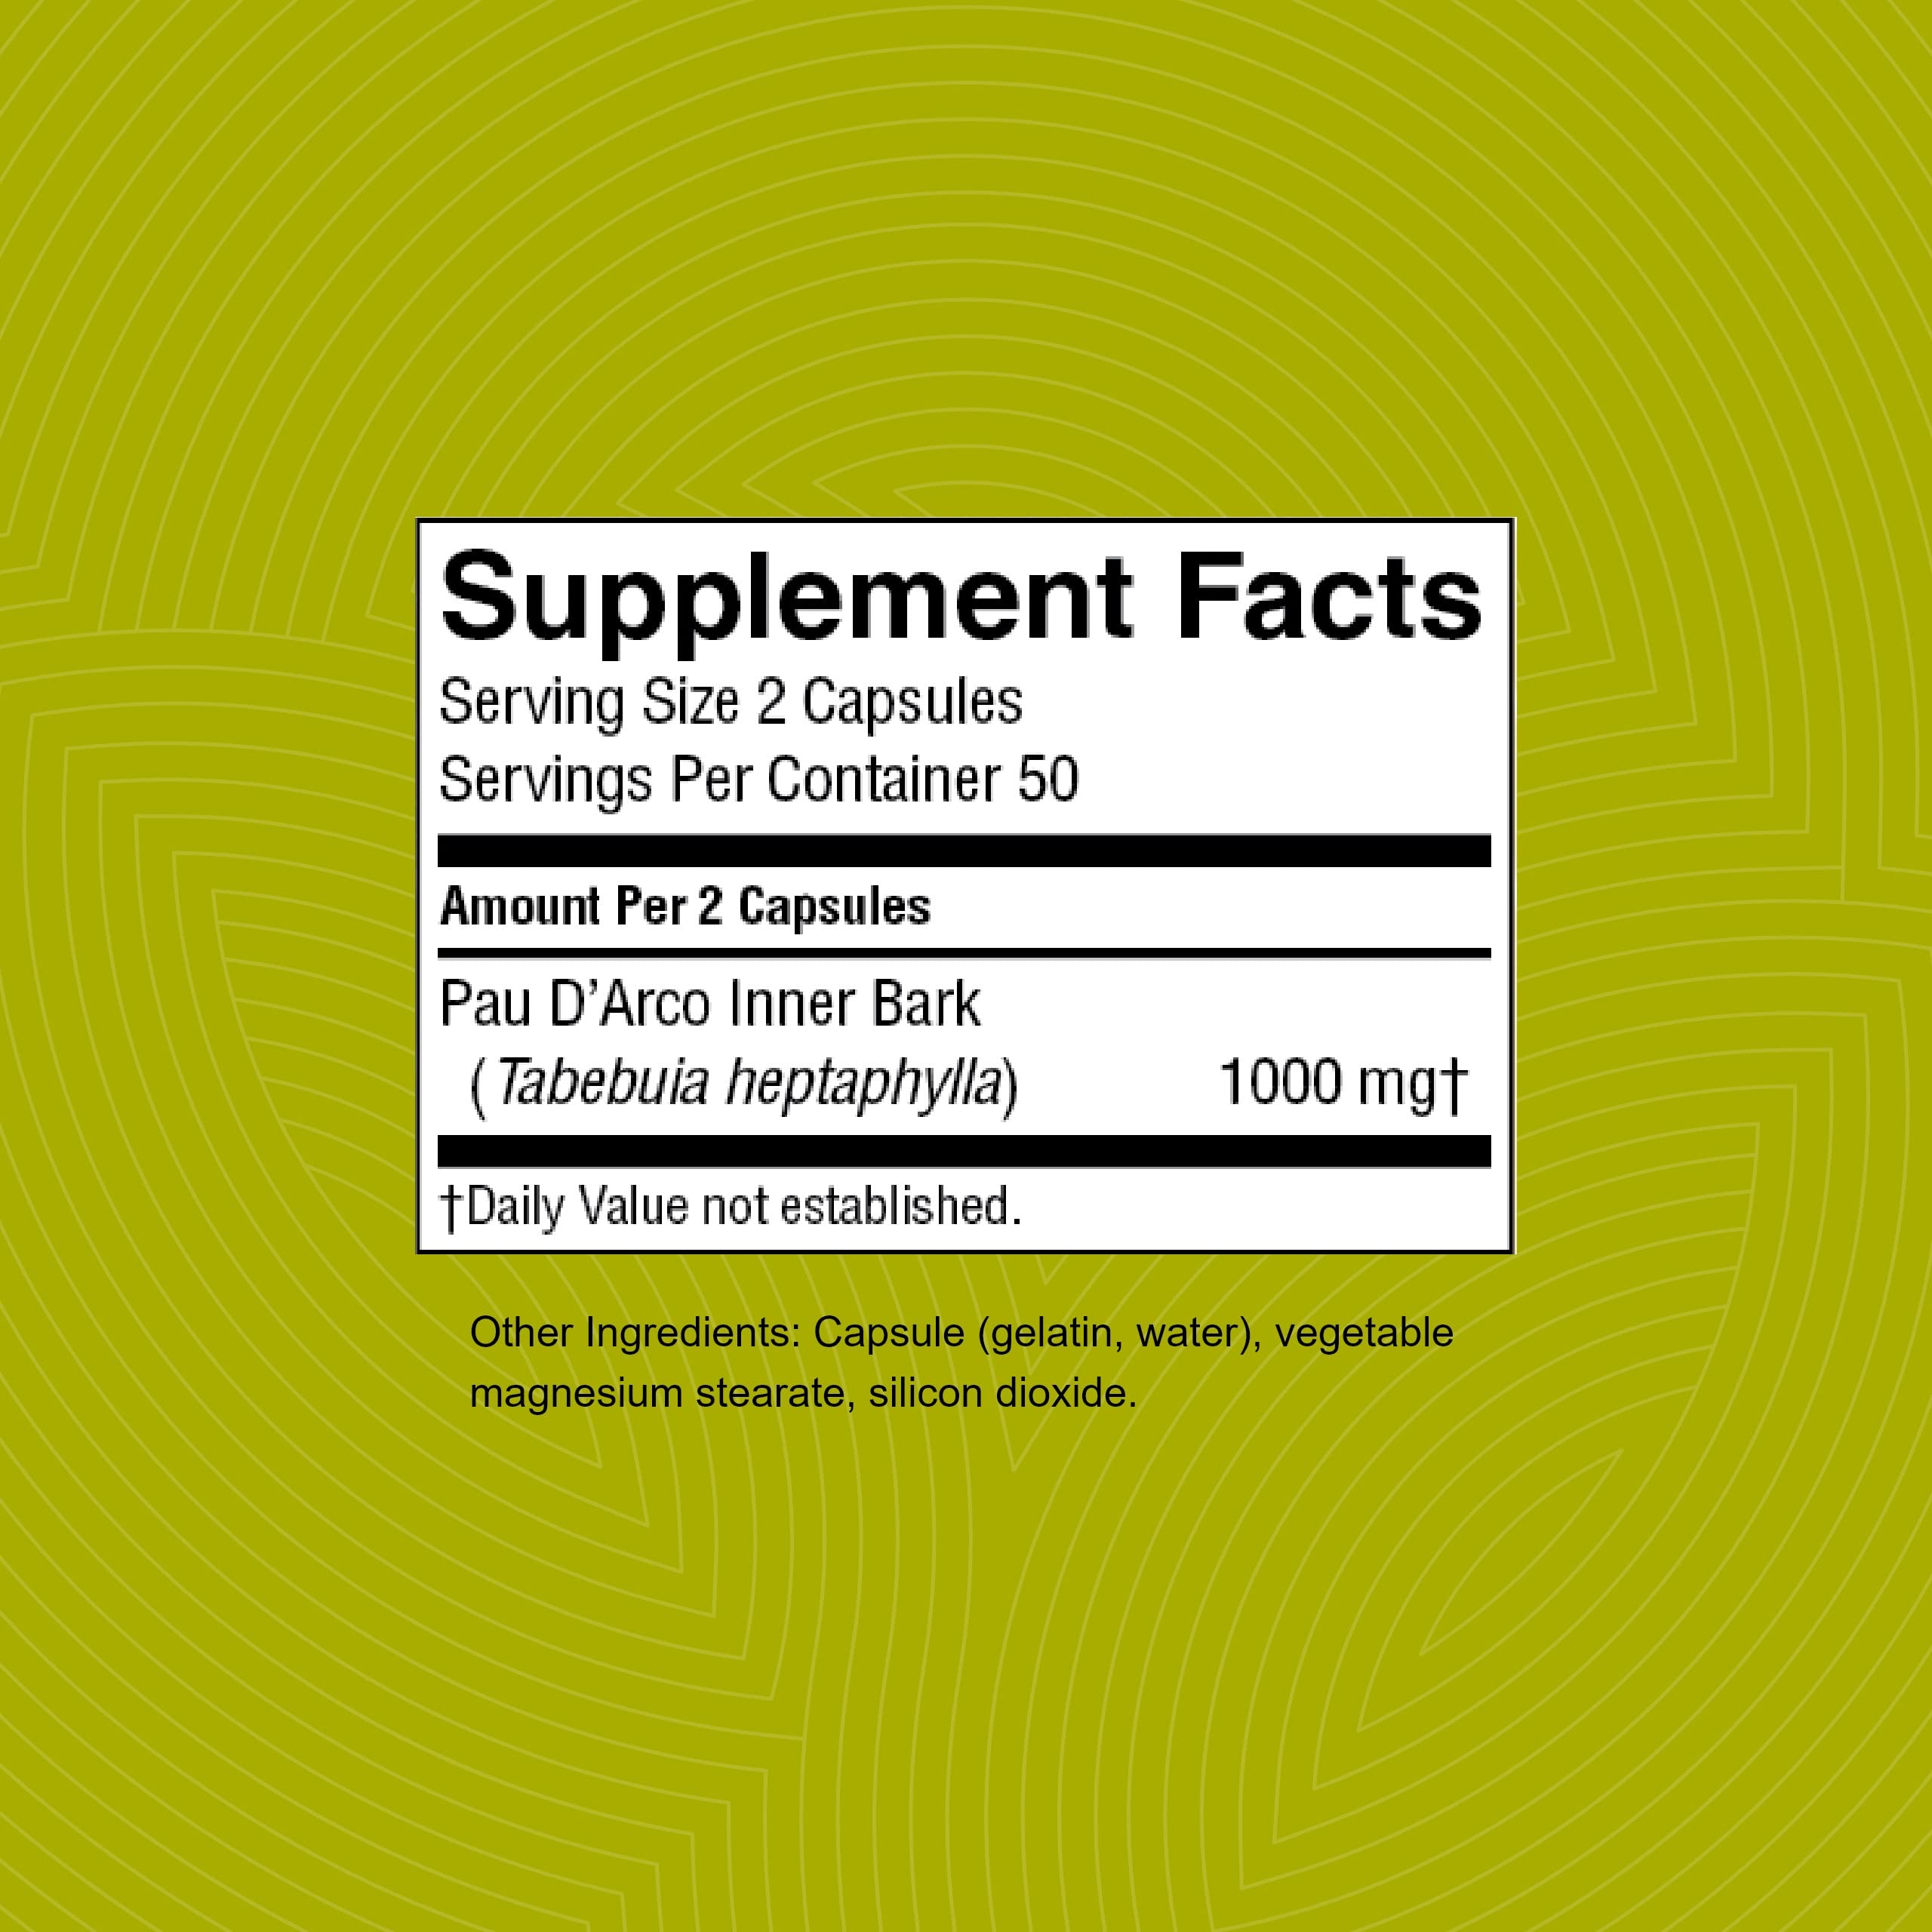 Supplement Facts
Serving Size 2 Capsules
Servings Per Container 50
Amount Per 2 Capsules
Pau D’Arco Inner Bark
(Tabebuia heptaphylla) 1000 mg†
†Daily Value not established.
Other Ingredients: Capsule (gelatin, water), vegetable
magnesium stearate, silicon dioxide.